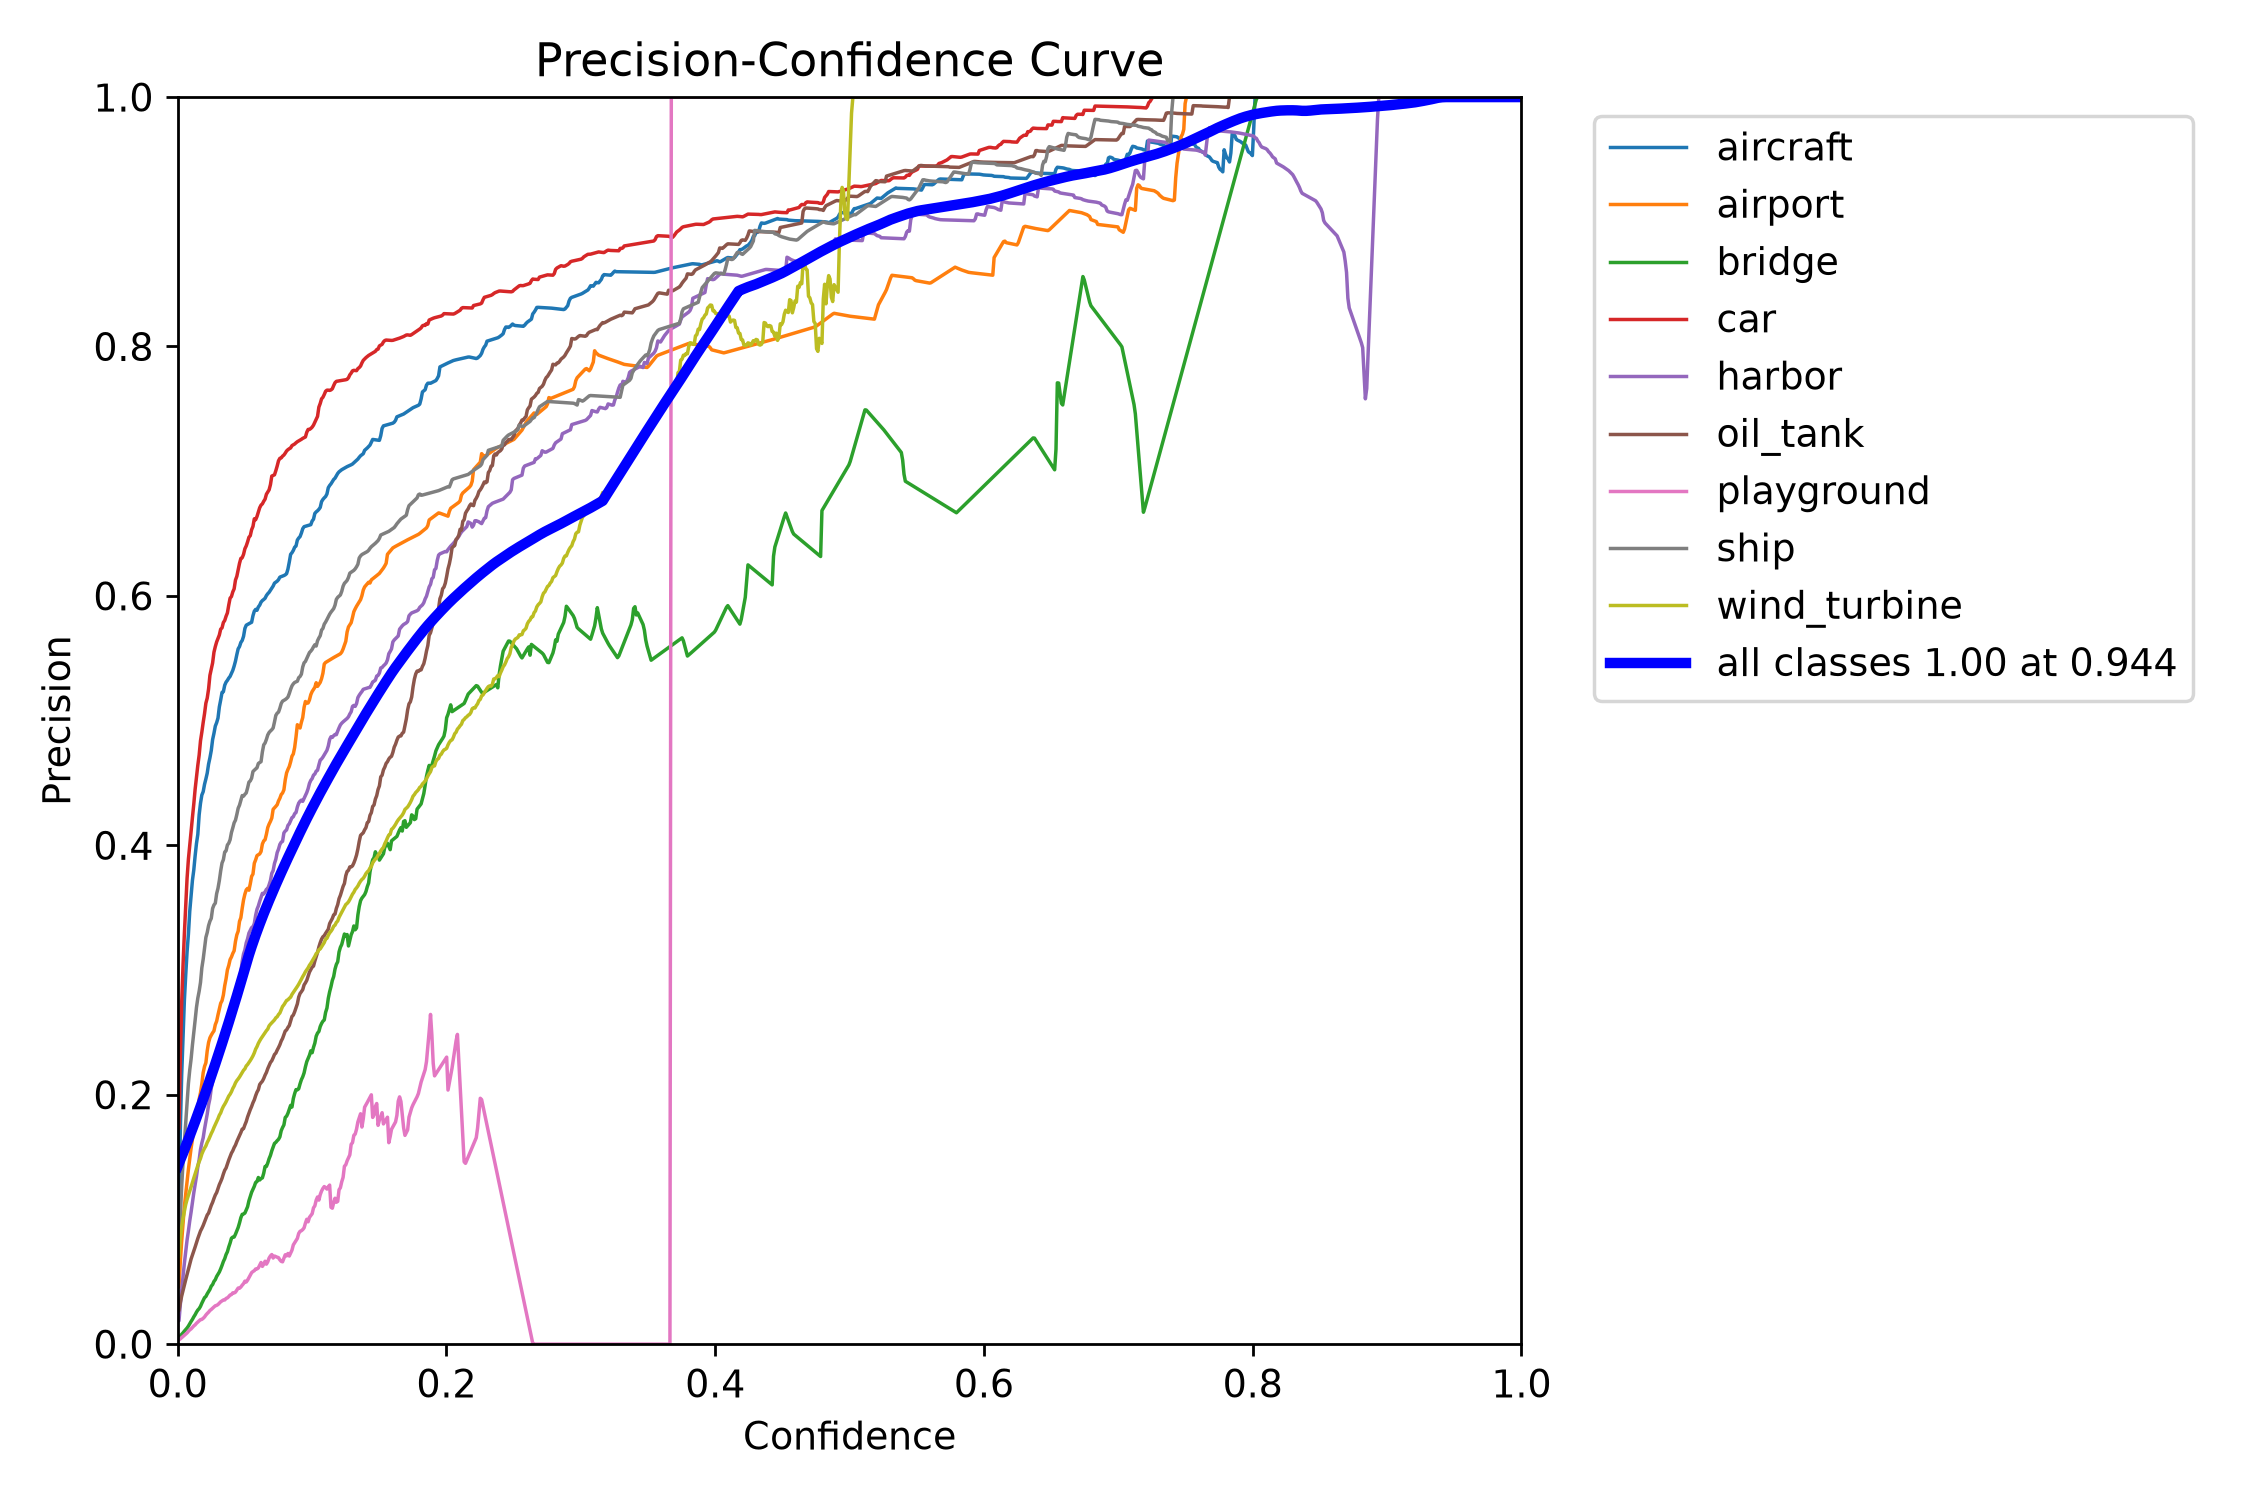 Precision-Confidence Curve
1.0
0.8
0.6
0.4
0.2
0.0
Precision
0.0 0.2 0.4 0.6 0.8 1.0
Confidence
aircraft
airport
bridge
car
harbor
oil_tank
playground
ship
wind_turbine
all classes 1.00 at 0.944